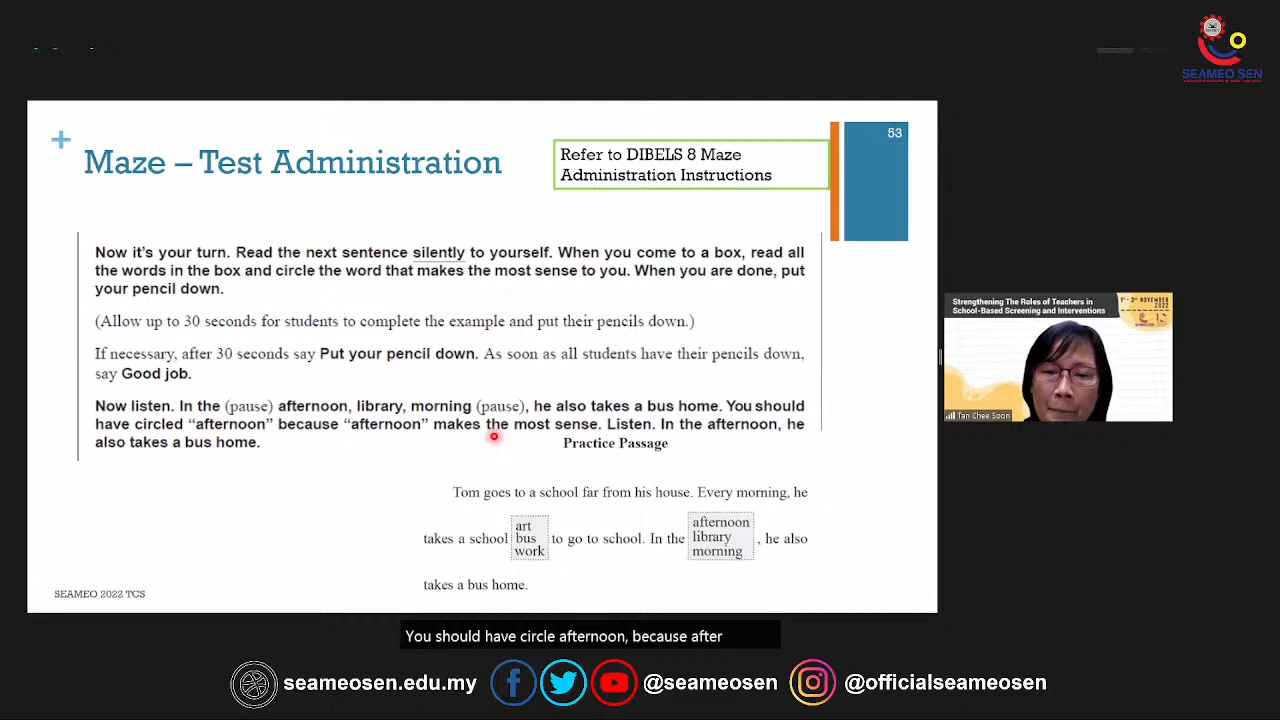 SEAMEO SEN
53
Maze – Test Administration
Refer to DIBELS 8 Maze
Administration Instructions
Now it's your turn. Read the next sentence silently to yourself. When you come to a box, read all
the words in the box and circle the word that makes the most sense to you. When you are done, put
your pencil down.
(Allow up to 30 seconds for students to complete the example and put their pencils down.)
If necessary, after 30 seconds say Put your pencil down. As soon as all students have their pencils down,
say Good job.
Now listen. In the (pause) afternoon, library, morning (pause), he also takes a bus home. You should
have circled “afternoon” because “afternoon” makes the most sense. Listen. In the afternoon, he
also takes a bus home.
Practice Passage
Tom goes to a school far from his house. Every morning, he
takes a school
art
bus
work
to go to school. In the
afternoon
library
morning
, he also
takes a bus home.
SEAMEO 2022 TCS
Strengthening The Roles of Teachers in
School-Based Screening and Interventions
1st - 3rd NOVEMBER
2022
Tan Chee Soon
You should have circle afternoon, because after
seameosen.edu.my
@seameosen
@officialseameosen